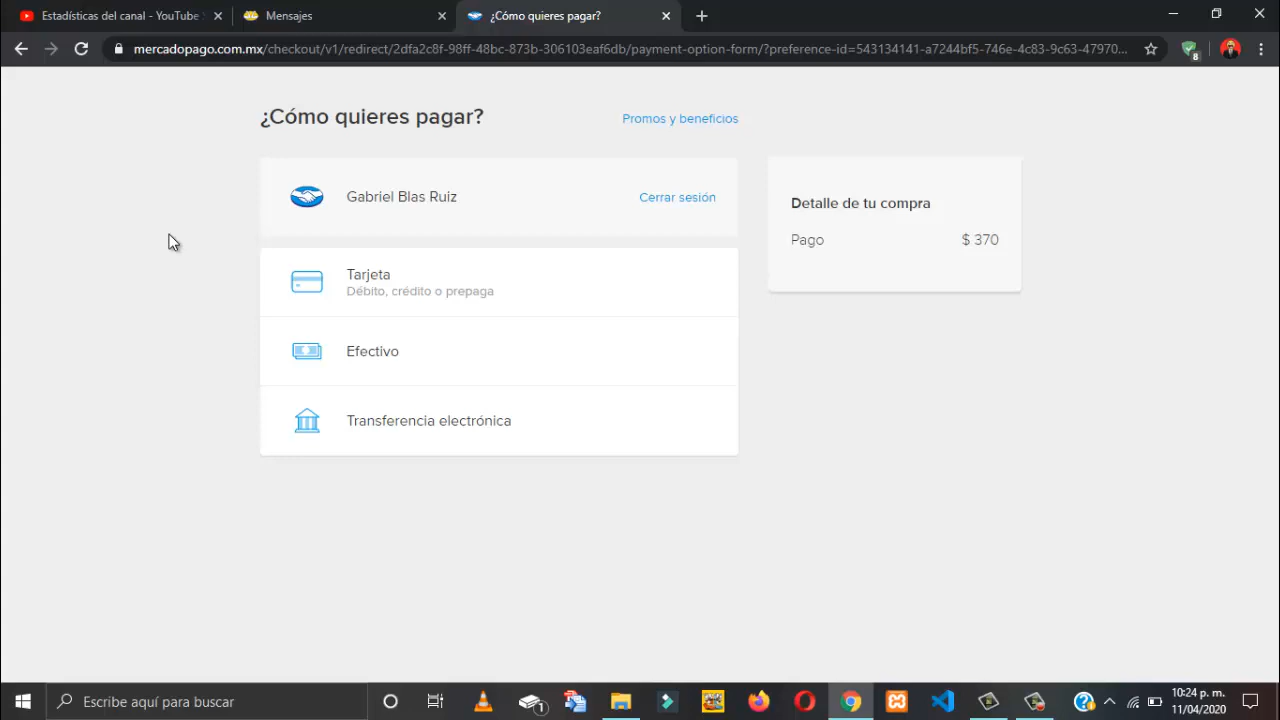 Estadísticas del canal - YouTube
Mensajes
¿Cómo quieres pagar?
mercadopago.com.mx/checkout/v1/redirect/2dfa2c8f-98ff-48bc-873b-306103eaf6db/payment-option-form/?preference-id=543134141-a7244bf5-746e-4c83-9c63-47970...
8
¿Cómo quieres pagar?
Promos y beneficios
Gabriel Blas Ruiz
Cerrar sesión
Detalle de tu compra
Pago $ 370
Tarjeta
Débito, crédito o prepaga
Efectivo
Transferencia electrónica
Escribe aquí para buscar
1
10:24 p. m.
11/04/2020